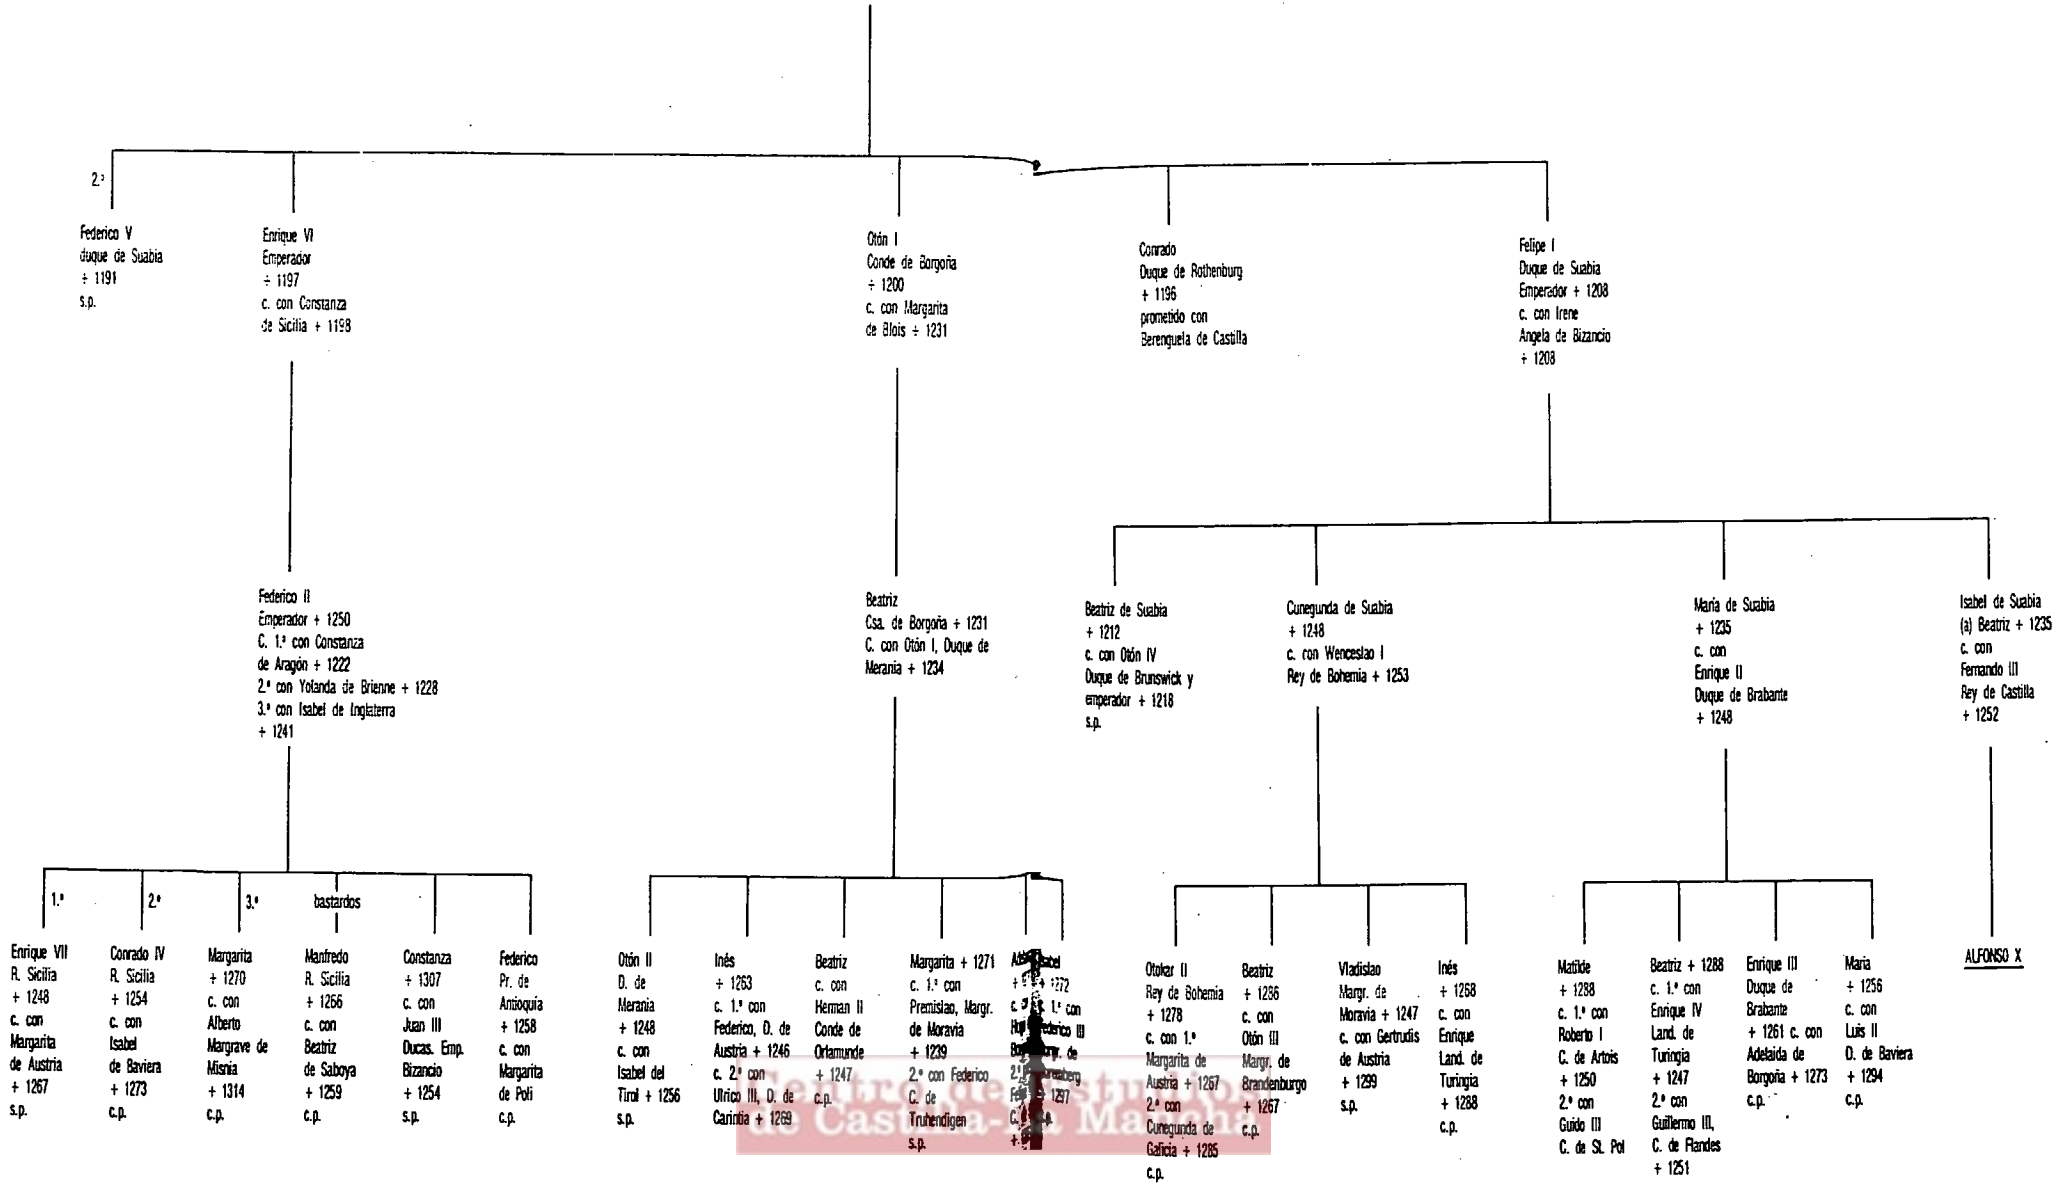 2.º
Federico V
duque de Suabia
+ 1191
s.p.
Enrique VI
Emperador
+ 1197
c. con Constanza
de Sicilia + 1198
Otón I
Conde de Borgoña
+ 1200
c. con Margarita
de Blois + 1231
Conrado
Duque de Rothenburg
+ 1196
prometido con
Berenguela de Castilla
Felipe I
Duque de Suabia
Emperador + 1208
c. con Irene
Angela de Bizancio
+ 1208
Federico II
Emperador + 1250
C. 1.ª con Constanza
de Aragón + 1222
2.ª con Yolanda de Brienne + 1228
3.ª con Isabel de Inglaterra
+ 1241
Beatriz
Csa. de Borgoña + 1231
C. con Otón I, Duque de
Merania + 1234
Beatriz de Suabia
+ 1212
c. con Otón IV
Duque de Brunswick y
emperador + 1218
s.p.
Cunegunda de Suabia
+ 1248
c. con Wenceslao I
Rey de Bohemia + 1253
María de Suabia
+ 1235
c. con
Enrique II
Duque de Brabante
+ 1248
Isabel de Suabia
(a) Beatriz + 1235
c. con
Fernando III
Rey de Castilla
+ 1252
1.ª
2.ª
3.ª
bastardos
Enrique VII
R. Sicilia
+ 1248
c. con
Margarita
de Austria
+ 1267
s.p.
Conrado IV
R. Sicilia
+ 1254
c. con
Isabel
de Baviera
+ 1273
c.p.
Margarita
+ 1270
c. con
Alberto
Margrave de
Misnia
+ 1314
c.p.
Manfredo
R. Sicilia
+ 1266
c. con
Beatriz
de Saboya
+ 1259
c.p.
Constanza
+ 1307
c. con
Juan III
Ducas. Emp.
Bizancio
+ 1254
s.p.
Federico
Pr. de
Antioquía
+ 1258
c. con
Margarita
de Poli
c.p.
Otón II
D. de
Merania
+ 1248
c. con
Isabel del
Tirol + 1256
s.p.
Inés
+ 1263
c. 1.º con
Federico, D. de
Austria + 1246
c. 2.º con
Ulrico III, D. de
Carintia + 1269
Beatriz
c. con
Herman II
Conde de
Orlamunde
+ 1247
c.p.
Margarita + 1271
c. 1.º con
Premislao, Margr.
de Moravia
+ 1239
2.º con Federico
C. de
Truhendigen
s.p.
1.º con
+ 1297
Otokar II
Rey de Bohemia
+ 1278
c. con 1.º
Margarita de
Austria + 1267
2.º con
Cunegunda de
Galicia + 1285
c.p.
Beatriz
+ 1286
c. con
Otón III
Margr. de
Brandenburgo
+ 1267
c.p.
Vladislao
Margr. de
Moravia + 1247
c. con Gertrudis
de Austria
+ 1299
s.p.
Inés
+ 1268
c. con
Enrique
Land. de
Turingia
+ 1288
c.p.
Matilde
+ 1288
c. 1.º con
Roberto I
C. de Artois
+ 1250
2.º con
Guido III
C. de St. Pol
Beatriz + 1288
c. 1.º con
Enrique IV
Land. de
Turingia
+ 1247
2.º con
Guillermo III,
C. de Flandes
+ 1251
Enrique III
Duque de
Brabante
+ 1261 c. con
Adelaida de
Borgoña + 1273
c.p.
María
+ 1256
c. con
Luis II
D. de Baviera
+ 1294
c.p.
ALFONSO X
Centro de Estudios
de Castilla-La Mancha